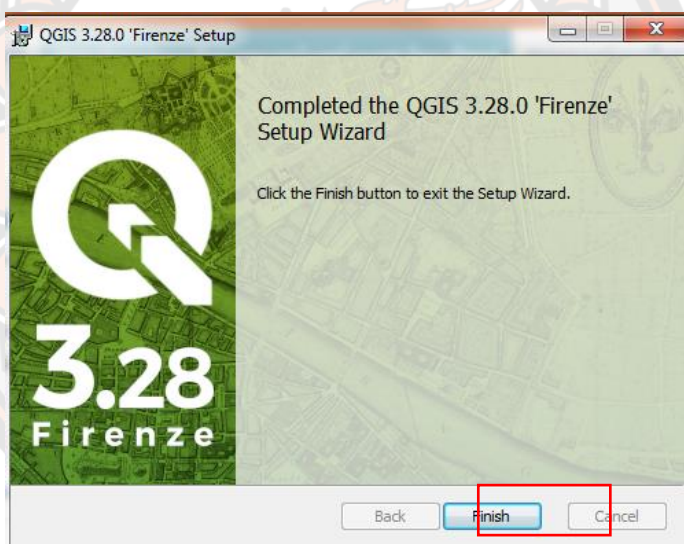 QGIS 3.28.0 'Firenze' Setup
Completed the QGIS 3.28.0 'Firenze'
Setup Wizard
Click the Finish button to exit the Setup Wizard.
3.28
Firenze
Back Finish Cancel